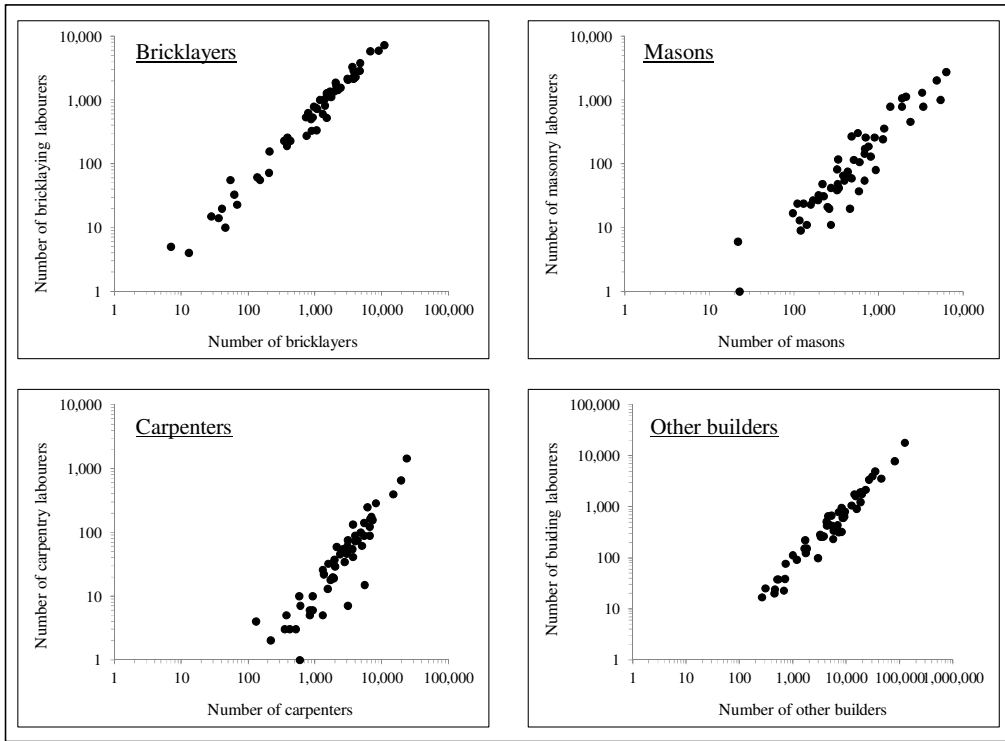 Bricklayers
Number of bricklaying labourers
10,000
1,000
100
10
1
1 10 100 1,000 10,000 100,000
Number of bricklayers
Masons
Number of masonry labourers
10,000
1,000
100
10
1
1 10 100 1,000 10,000
Number of masons
Carpenters
Number of carpentry labourers
10,000
1,000
100
10
1
1 10 100 1,000 10,000 100,000
Number of carpenters
Other builders
Number of buiding labourers
100,000
10,000
1,000
100
10
1
1 10 100 1,000 10,000 100,000 1,000,000
Number of other builders